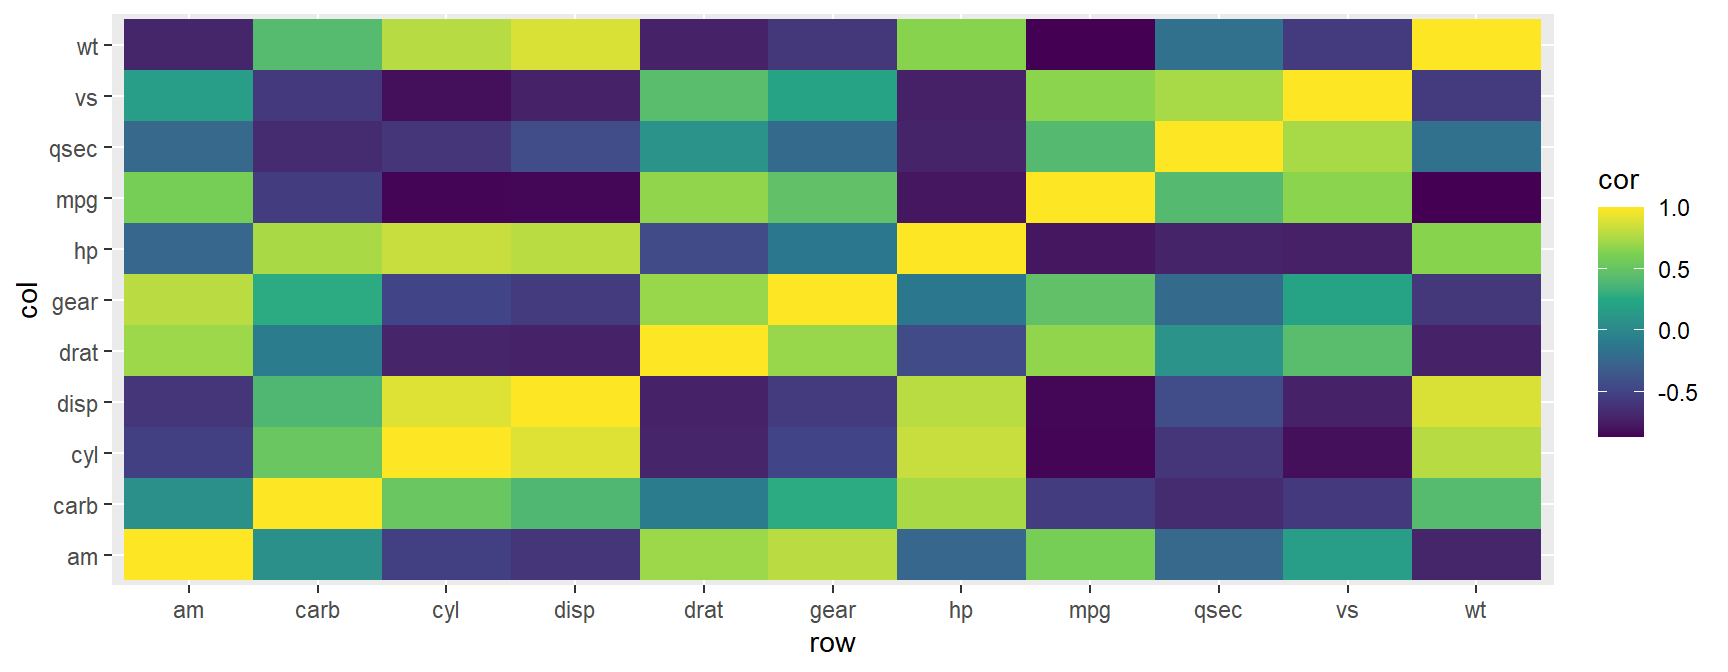 wt
vs
qsec
mpg
hp
gear
drat
disp
cyl
carb
am
col
am carb cyl disp drat gear hp mpg qsec vs wt
row
cor
1.0
0.5
0.0
-0.5